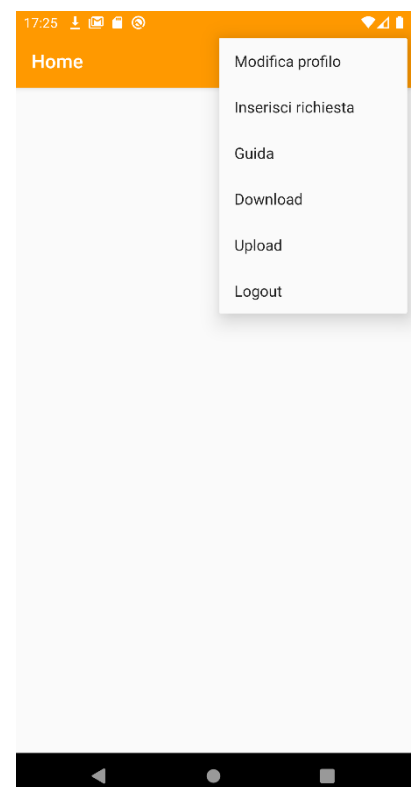 17:25
Home
Modifica profilo
Inserisci richiesta
Guida
Download
Upload
Logout